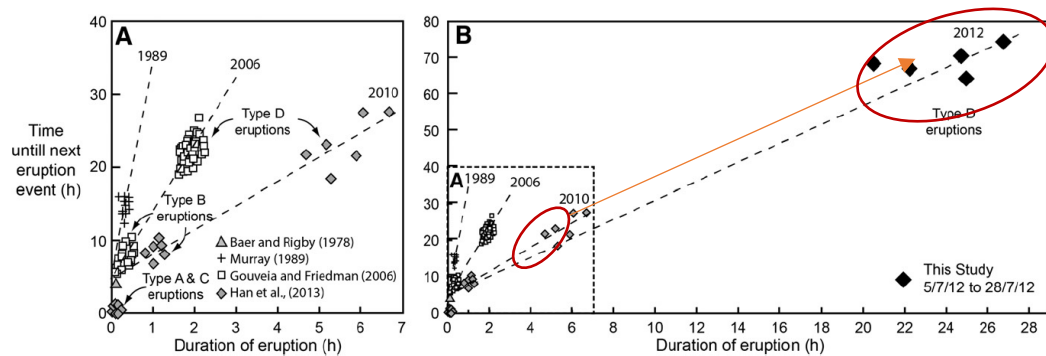 A
40
30
20
10
0
Time
untill next
eruption
event (h)
1989
2006
2010
Type D
eruptions
Type B
eruptions
Type A & C
eruptions
Baer and Rigby (1978)
Murray (1989)
Gouveia and Friedman (2006)
Han et al., (2013)
0 1 2 3 4 5 6 7
Duration of eruption (h)
B
80
70
60
50
40
30
20
10
0
2012
Type D
eruptions
A
1989
2006
2010
This Study
5/7/12 to 28/7/12
0 2 4 6 8 10 12 14 16 18 20 22 24 26 28
Duration of eruption (h)